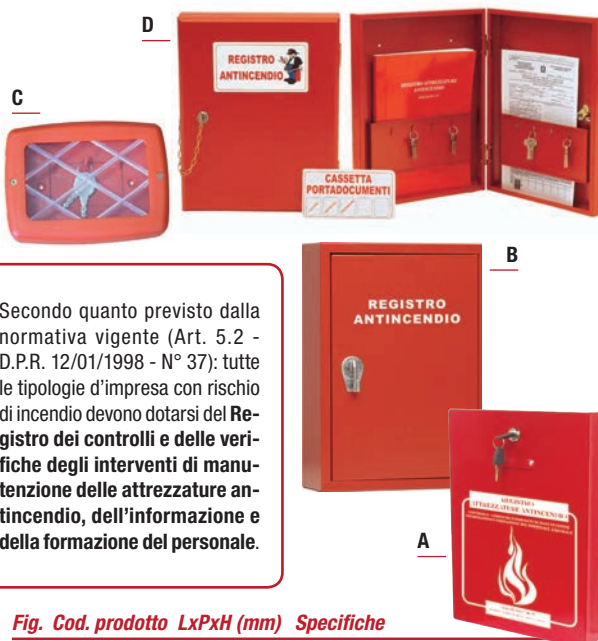 D
REGISTRO
ANTINCENDIO
REGISTRO ATTREZZATURE
ANTINCENDIO
C
CASSETTA
PORTADOCUMENTI
B
REGISTRO
ANTINCENDIO
Secondo quanto previsto dalla
normativa vigente (Art. 5.2 -
D.P.R. 12/01/1998 - N° 37): tutte
le tipologie d’impresa con rischio
di incendio devono dotarsi del Re-
gistro dei controlli e delle veri-
fiche degli interventi di manu-
tenzione delle attrezzature an-
tincendio, dell’informazione e
della formazione del personale.
A
REGISTRO
ATTREZZATURE ANTINCENDIO
Fig. Cod. prodotto LxPxH (mm) Specifiche